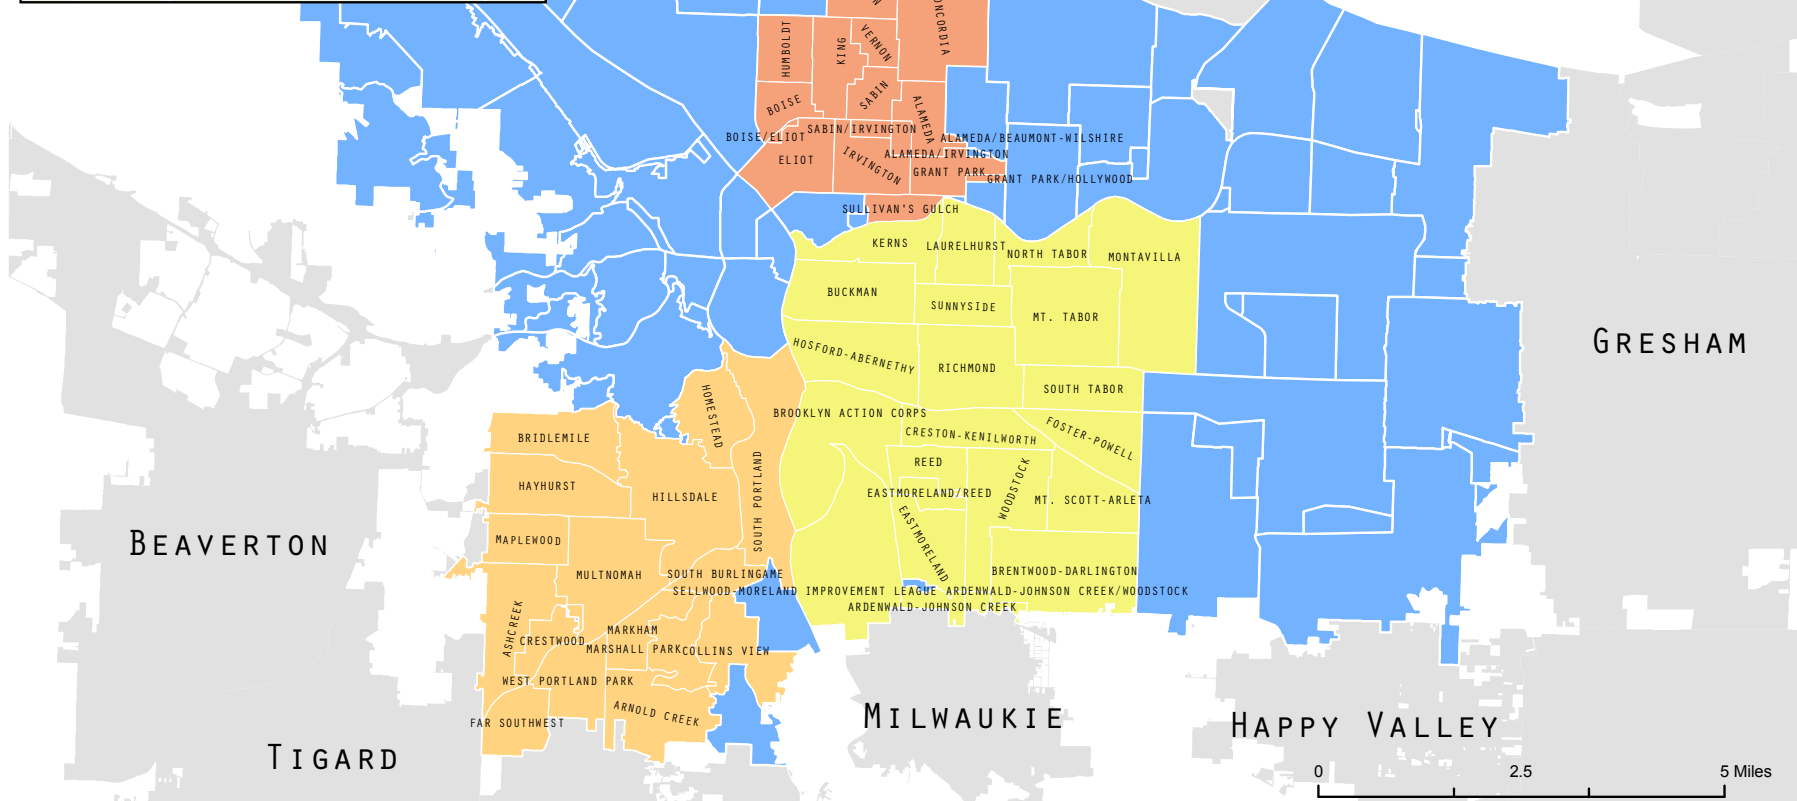 HUMBOLDT
KING
VERNON
CONCORDIA
BOISE
SABIN
ALAMEDA
BOISE/ELIOT
SABIN/IRVINGTON
ALAMEDA/BEAUMONT-WILSHIRE
ELIOT
IRVINGTON
ALAMEDA/IRVINGTON
GRANT PARK
GRANT PARK/HOLLYWOOD
SULLIVAN'S GULCH
KERNS
LAURELHURST
NORTH TABOR
MONTAVILLA
BUCKMAN
SUNNYSIDE
MT. TABOR
HOSFORD-ABERNETHY
RICHMOND
SOUTH TABOR
GRESHAM
HOMESTEAD
BROOKLYN ACTION CORPS
CRESTON-KENILWORTH
FOSTER-POWELL
BRIDLEMILE
REED
HAYHURST
HILLSDALE
SOUTH PORTLAND
EASTMORELAND/REED
WOODSTOCK
MT. SCOTT-ARLETA
BEAVERTON
MAPLEWOOD
EASTMORELAND
MULTNOMAH
SOUTH BURLINGAME
BRENTWOOD-DARLINGTON
SELLWOOD-MORELAND IMPROVEMENT LEAGUE
ARDENWALD-JOHNSON CREEK/WOODSTOCK
ARDENWALD-JOHNSON CREEK
ASHCREEK
CRESTWOOD
MARKHAM
MARSHALL PARK
COLLINS VIEW
WEST PORTLAND PARK
FAR SOUTHWEST
ARNOLD CREEK
MILWAUKIE
HAPPY VALLEY
TIGARD
0
2.5
5 Miles